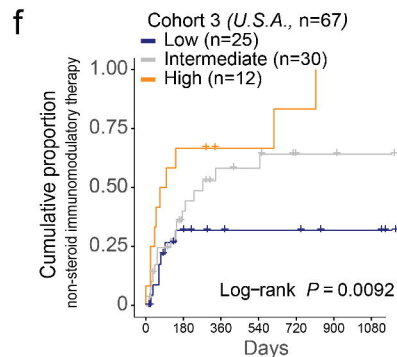 f
Cohort 3 (U.S.A., n=67)
Low (n=25)
Intermediate (n=30)
High (n=12)
Cumulative proportion
non-steroid immunomodulatory therapy
1.00
0.75
0.50
0.25
0
Log-rank P = 0.0092
0 180 360 540 720 900 1080
Days